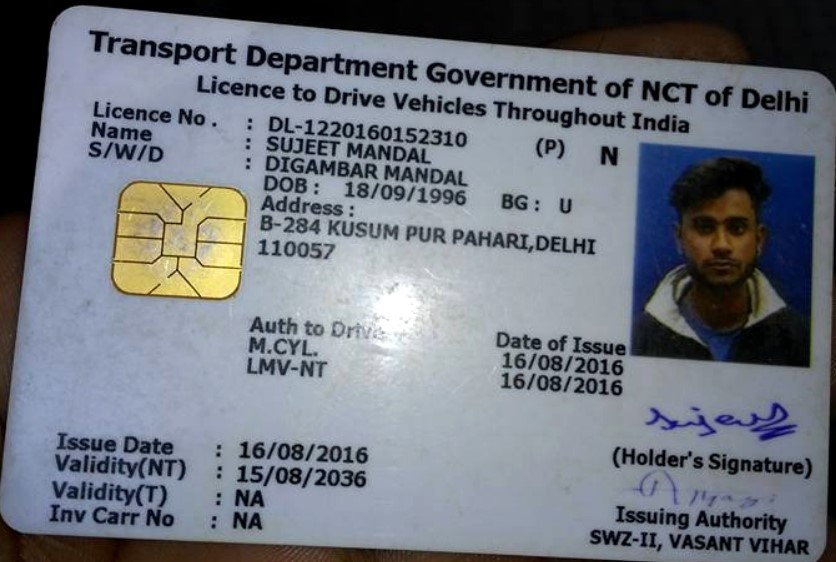 Transport Department Government of NCT of Delhi
Licence to Drive Vehicles Throughout India
Licence No. : DL-1220160152310 (P) N
Name : SUJEET MANDAL
S/W/D : DIGAMBAR MANDAL
DOB : 18/09/1996 BG : U
Address :
B-284 KUSUM PUR PAHARI,DELHI
110057
Auth to Drive Date of Issue
M.CYL. 16/08/2016
LMV-NT 16/08/2016
Issue Date : 16/08/2016
Validity(NT) : 15/08/2036
Validity(T) : NA
Inv Carr No : NA
(Holder's Signature)
Issuing Authority
SWZ-II, VASANT VIHAR